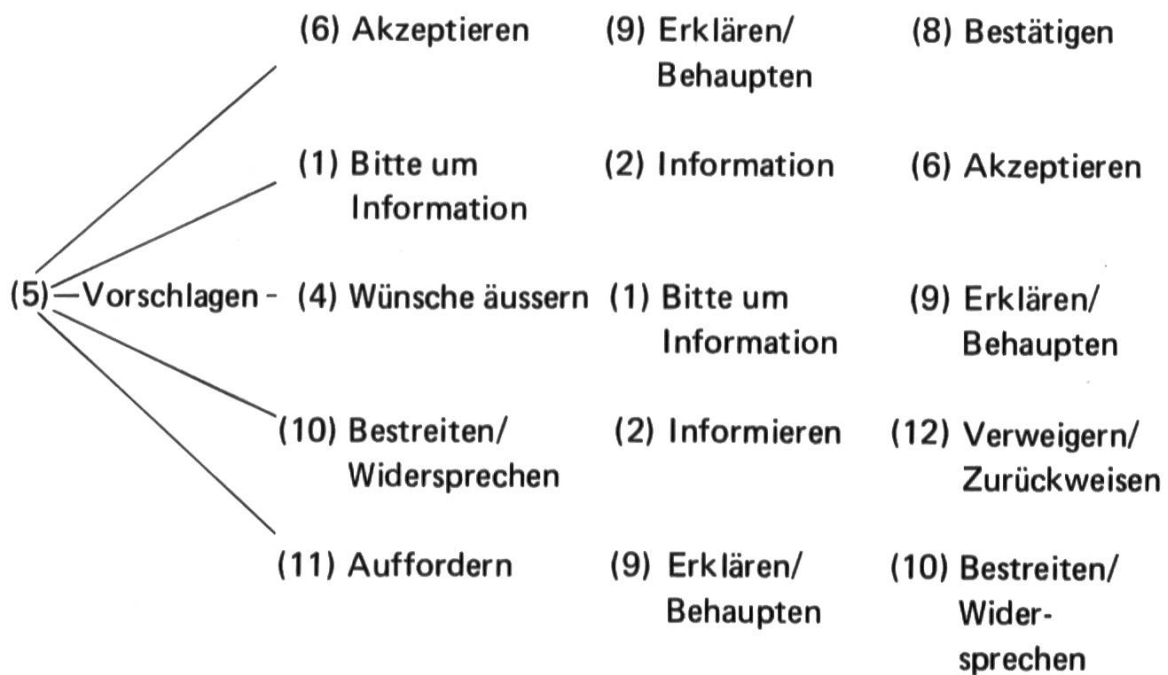 (6) Akzeptieren (9) Erklären/ (8) Bestätigen
Behaupten
(1) Bitte um (2) Information (6) Akzeptieren
Information
(5)—Vorschlagen - (4) Wünsche äussern (1) Bitte um (9) Erklären/
Information Behaupten
(10) Bestreiten/ (2) Informieren (12) Verweigern/
Widersprechen Zurückweisen
(11) Auffordern (9) Erklären/ (10) Bestreiten/
Behaupten Wider-
sprechen